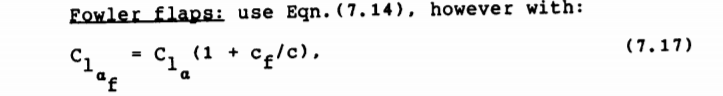 Fowler flaps: use Eqn.(7.14), however with:
C_{l_{α_f}} = C_{l_α} (1 + c_f/c), (7.17)